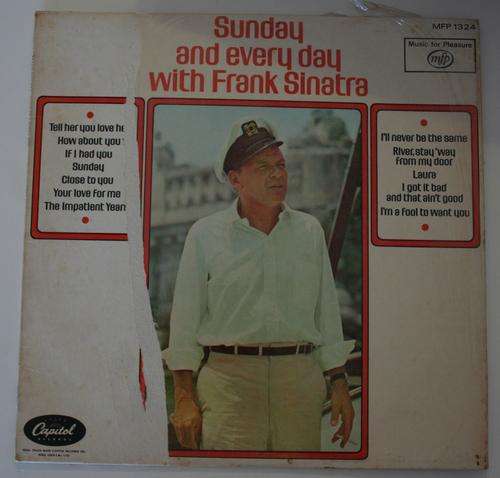 Sunday
and every day
with Frank Sinatra
MFP 1324
Music for Pleasure
mfp
Tell her you love he
How about you
If I had you
Sunday
Close to you
Your love for me
The impatient Year
I'll never be the same
River, stay 'way
from my door
Laura
I got it bad
and that ain't good
I'm a fool to want you
Capitol